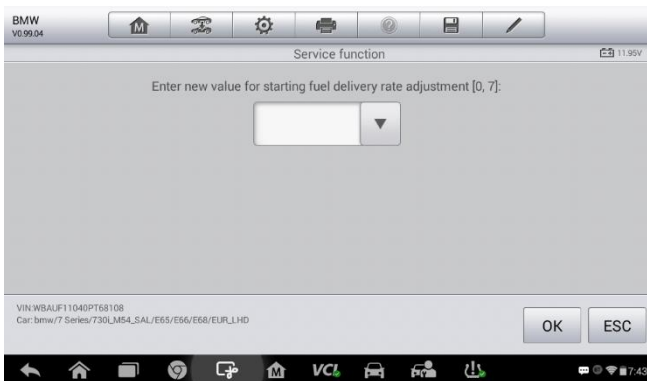 BMW
V0.99.04
M
Service function
11.95V
Enter new value for starting fuel delivery rate adjustment [0, 7]:
VIN:WBAUF11040PT68108
Car: bmw/7 Series/730i_M54_SAL/E65/E66/E68/EUR_LHD
OK
ESC
M
VCI
7:43